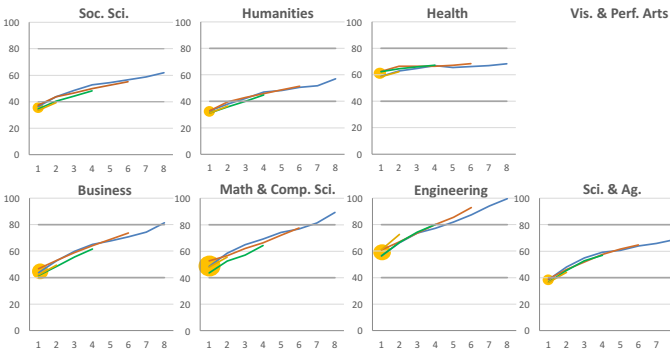 Soc. Sci. Humanities Health Vis. & Perf. Arts
100 100 100
80 80 80
60 60 60
40 40 40
20 20 20
0 0 0
1 2 3 4 5 6 7 8 1 2 3 4 5 6 7 8 1 2 3 4 5 6 7 8
Business Math & Comp. Sci. Engineering Sci. & Ag.
100 100 100 100
80 80 80 80
60 60 60 60
40 40 40 40
20 20 20 20
0 0 0 0
1 2 3 4 5 6 7 8 1 2 3 4 5 6 7 8 1 2 3 4 5 6 7 8 1 2 3 4 5 6 7